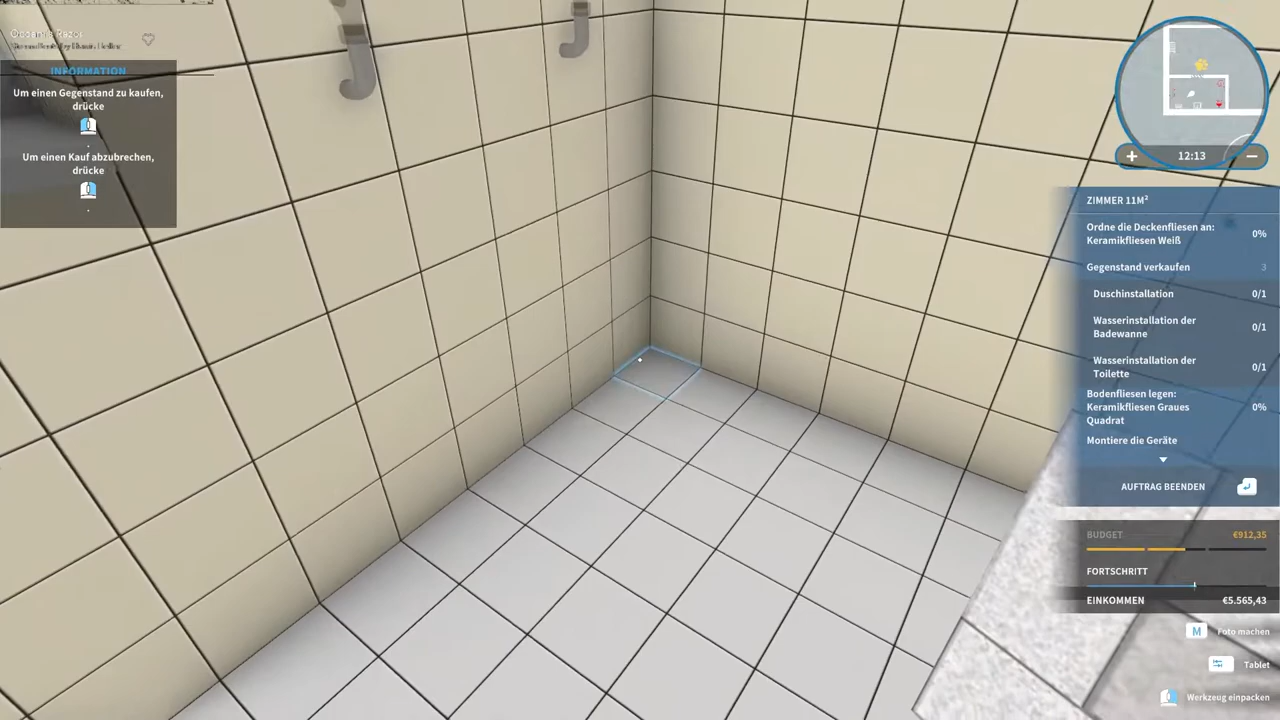 INFORMATION
Um einen Gegenstand zu kaufen,
drücke
.
Um einen Kauf abzubrechen,
drücke
.
+ 12:13 −
ZIMMER 11M²
Ordne die Deckenfliesen an:
Keramikfliesen Weiß 0%
Gegenstand verkaufen 3
Duschinstallation 0/1
Wasserinstallation der
Badewanne 0/1
Wasserinstallation der
Toilette 0/1
Bodenfliesen legen:
Keramikfliesen Graues
Quadrat 0%
Montiere die Geräte
AUFTRAG BEENDEN
BUDGET €912,35
FORTSCHRITT
EINKOMMEN €5.565,43
M Foto machen
Tablet
Werkzeug einpacken